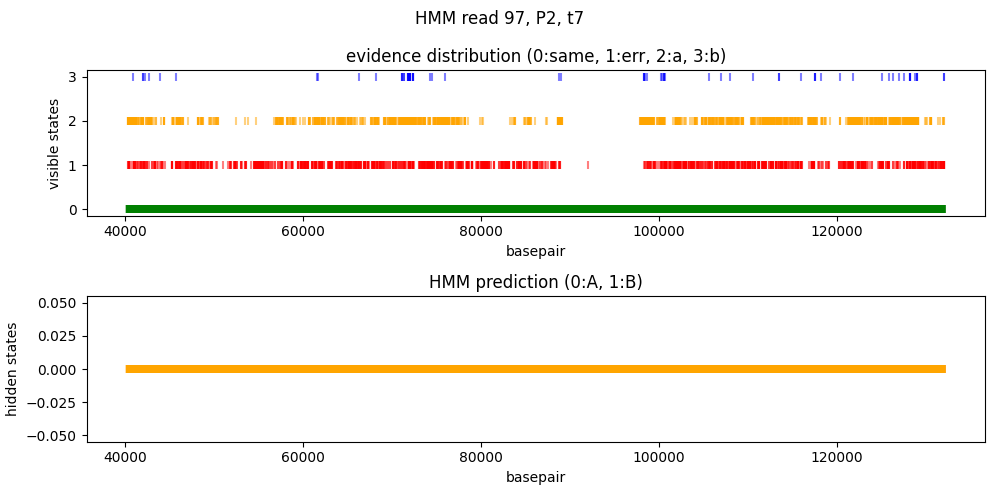 HMM read 97, P2, t7
evidence distribution (0:same, 1:err, 2:a, 3:b)
visible states
3
2
1
0
40000 60000 80000 100000 120000
basepair
HMM prediction (0:A, 1:B)
hidden states
0.050
0.025
0.000
−0.025
−0.050
40000 60000 80000 100000 120000
basepair